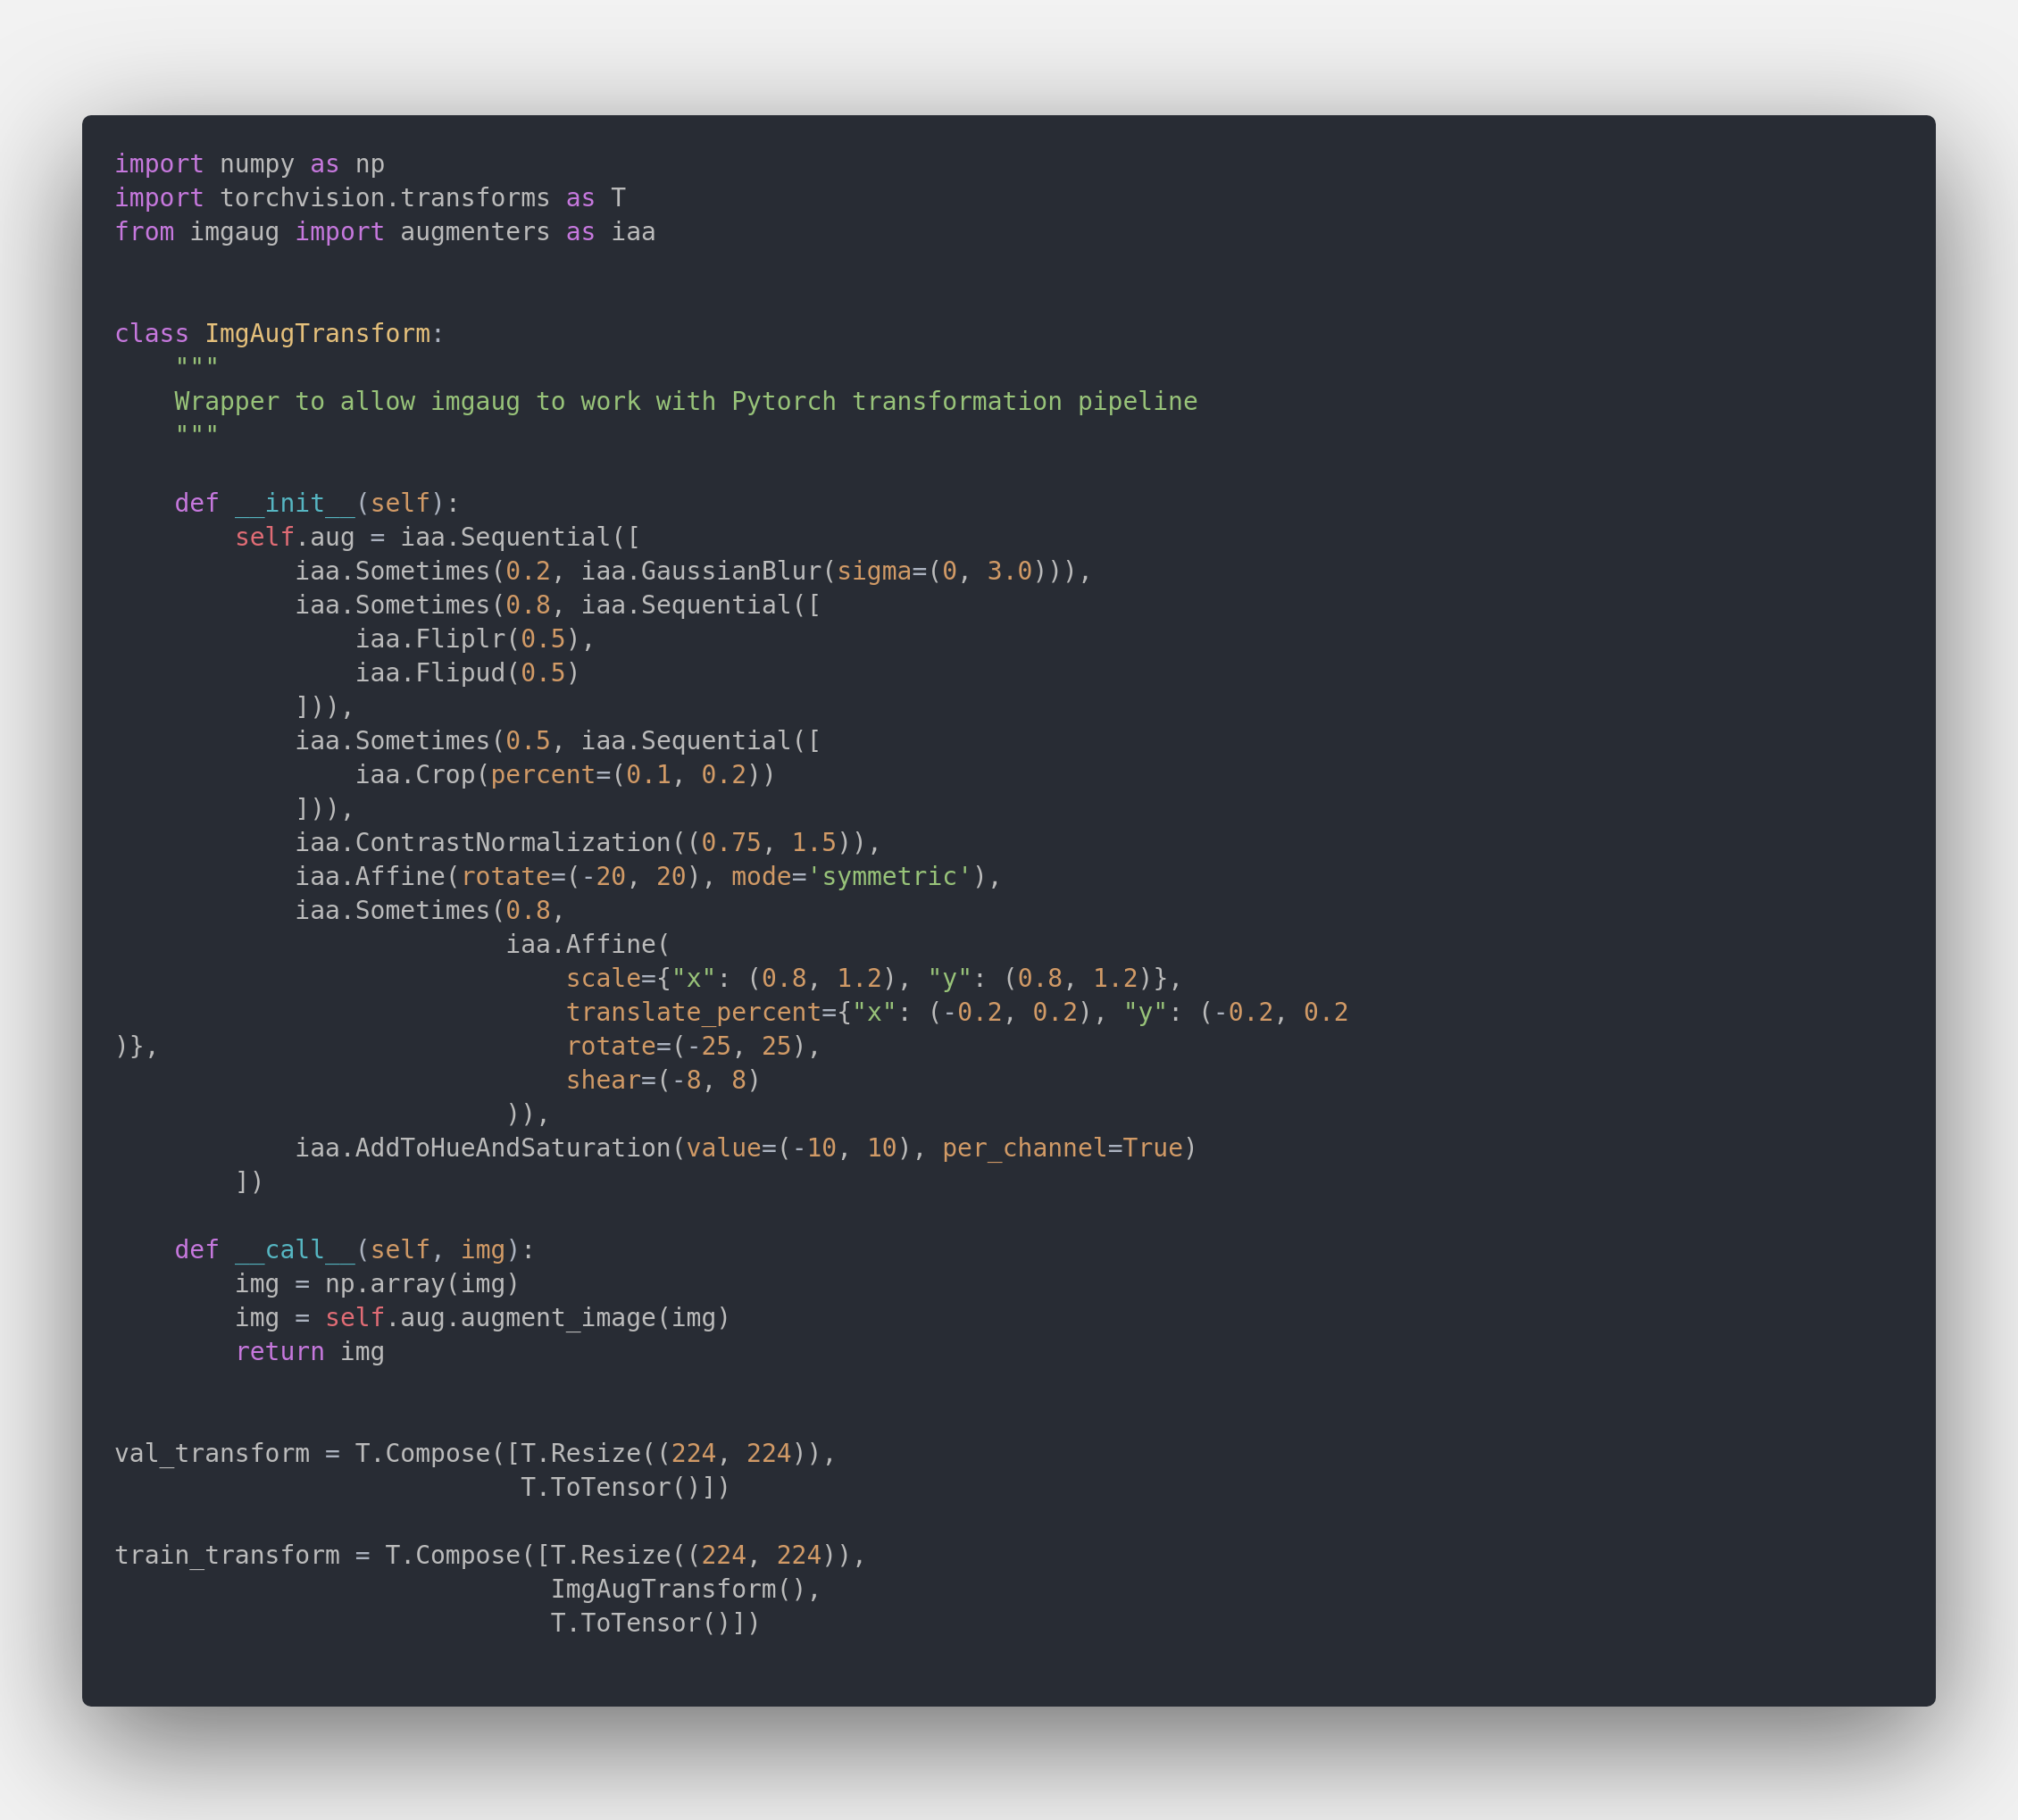 import numpy as np
import torchvision.transforms as T
from imgaug import augmenters as iaa


class ImgAugTransform:
    """
    Wrapper to allow imgaug to work with Pytorch transformation pipeline
    """

    def __init__(self):
        self.aug = iaa.Sequential([
            iaa.Sometimes(0.2, iaa.GaussianBlur(sigma=(0, 3.0))),
            iaa.Sometimes(0.8, iaa.Sequential([
                iaa.Fliplr(0.5),
                iaa.Flipud(0.5)
            ])),
            iaa.Sometimes(0.5, iaa.Sequential([
                iaa.Crop(percent=(0.1, 0.2))
            ])),
            iaa.ContrastNormalization((0.75, 1.5)),
            iaa.Affine(rotate=(-20, 20), mode='symmetric'),
            iaa.Sometimes(0.8,
                          iaa.Affine(
                              scale={"x": (0.8, 1.2), "y": (0.8, 1.2)},
                              translate_percent={"x": (-0.2, 0.2), "y": (-0.2, 0.2
)},                           rotate=(-25, 25),
                              shear=(-8, 8)
                          )),
            iaa.AddToHueAndSaturation(value=(-10, 10), per_channel=True)
        ])

    def __call__(self, img):
        img = np.array(img)
        img = self.aug.augment_image(img)
        return img


val_transform = T.Compose([T.Resize((224, 224)),
                           T.ToTensor()])

train_transform = T.Compose([T.Resize((224, 224)),
                             ImgAugTransform(),
                             T.ToTensor()])